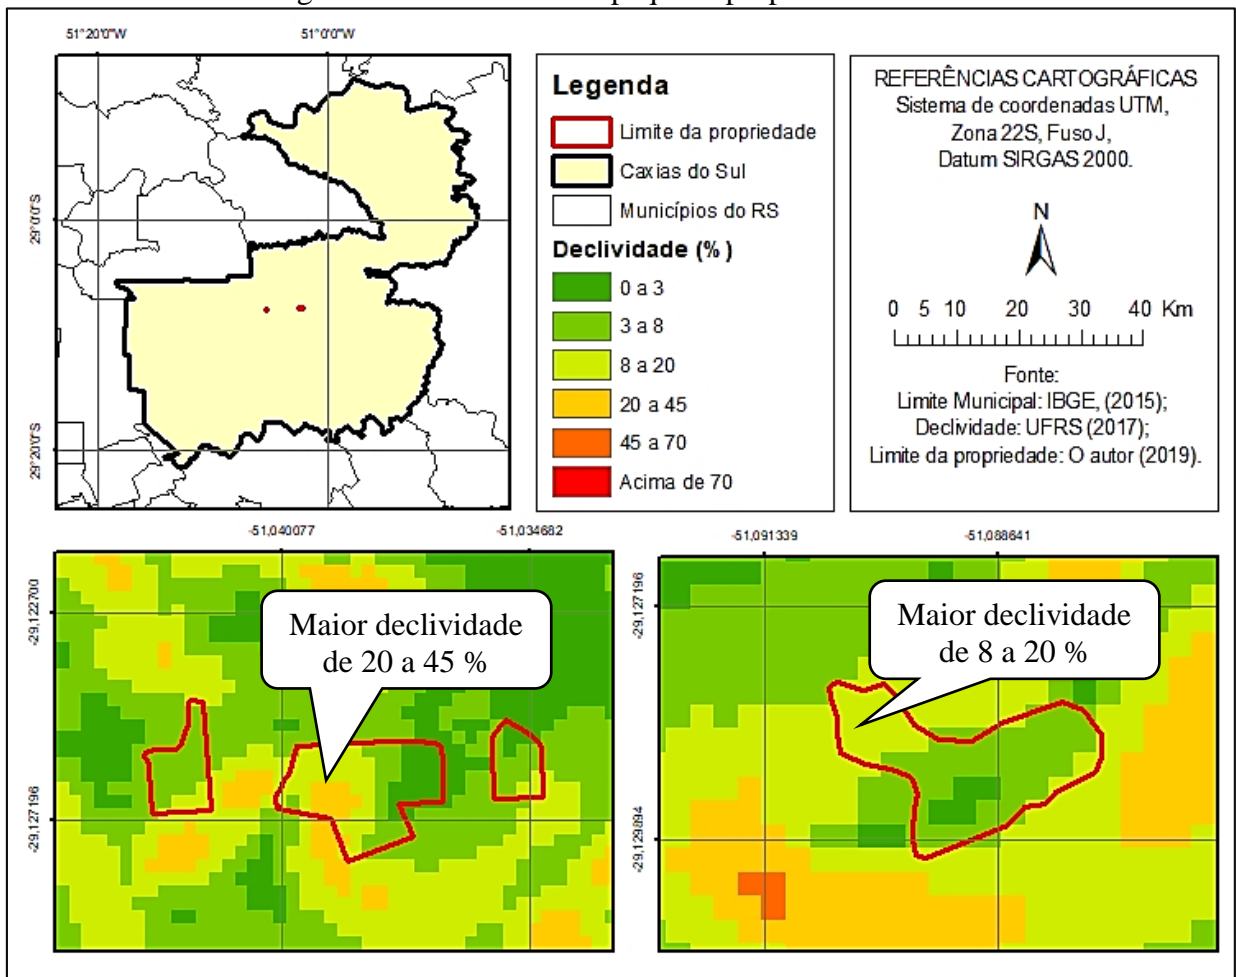 51°20'0"W
51°0'0"W
29°0'0"S
29°20'0"S
Legenda
Limite da propriedade
Caxias do Sul
Municípios do RS
Declividade (%)
0 a 3
3 a 8
8 a 20
20 a 45
45 a 70
Acima de 70
REFERÊNCIAS CARTOGRÁFICAS
Sistema de coordenadas UTM,
Zona 22S, Fuso J,
Datum SIRGAS 2000.
N
0 5 10 20 30 40 Km
Fonte:
Limite Municipal: IBGE, (2015);
Declividade: UFRS (2017);
Limite da propriedade: O autor (2019).
-51,040077
-51,034682
-29,122700
-29,127196
Maior declividade
de 20 a 45 %
-51,091339
-51,088641
-29,127196
-29,129894
Maior declividade
de 8 a 20 %